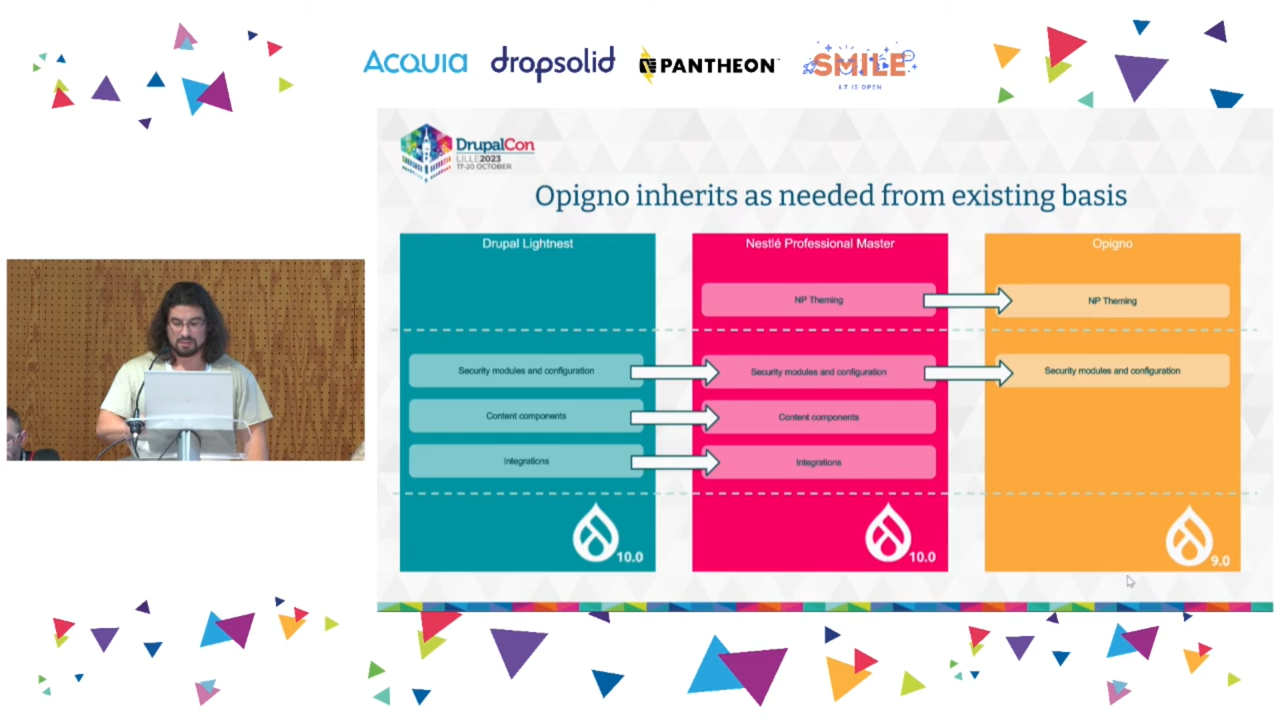 ACQUIA
dropsolid
PANTHEON
SMILE
I.T IS OPEN
DrupalCon
LILLE2023
17-20 OCTOBER
Opigno inherits as needed from existing basis
Drupal Lightnest
Nestlé Professional Master
Opigno
NP Theming
NP Theming
Security modules and configuration
Security modules and configuration
Security modules and configuration
Content components
Content components
Integrations
Integrations
10.0
10.0
9.0